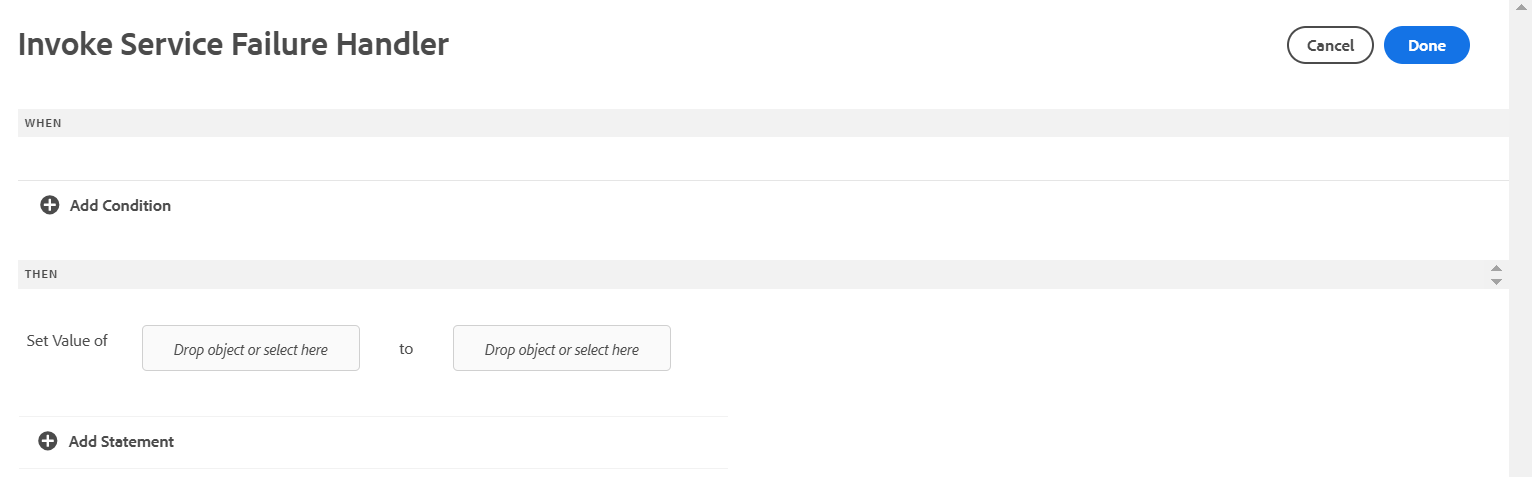 Invoke Service Failure Handler
Cancel
Done
WHEN
Add Condition
THEN
Set Value of
Drop object or select here
to
Drop object or select here
Add Statement